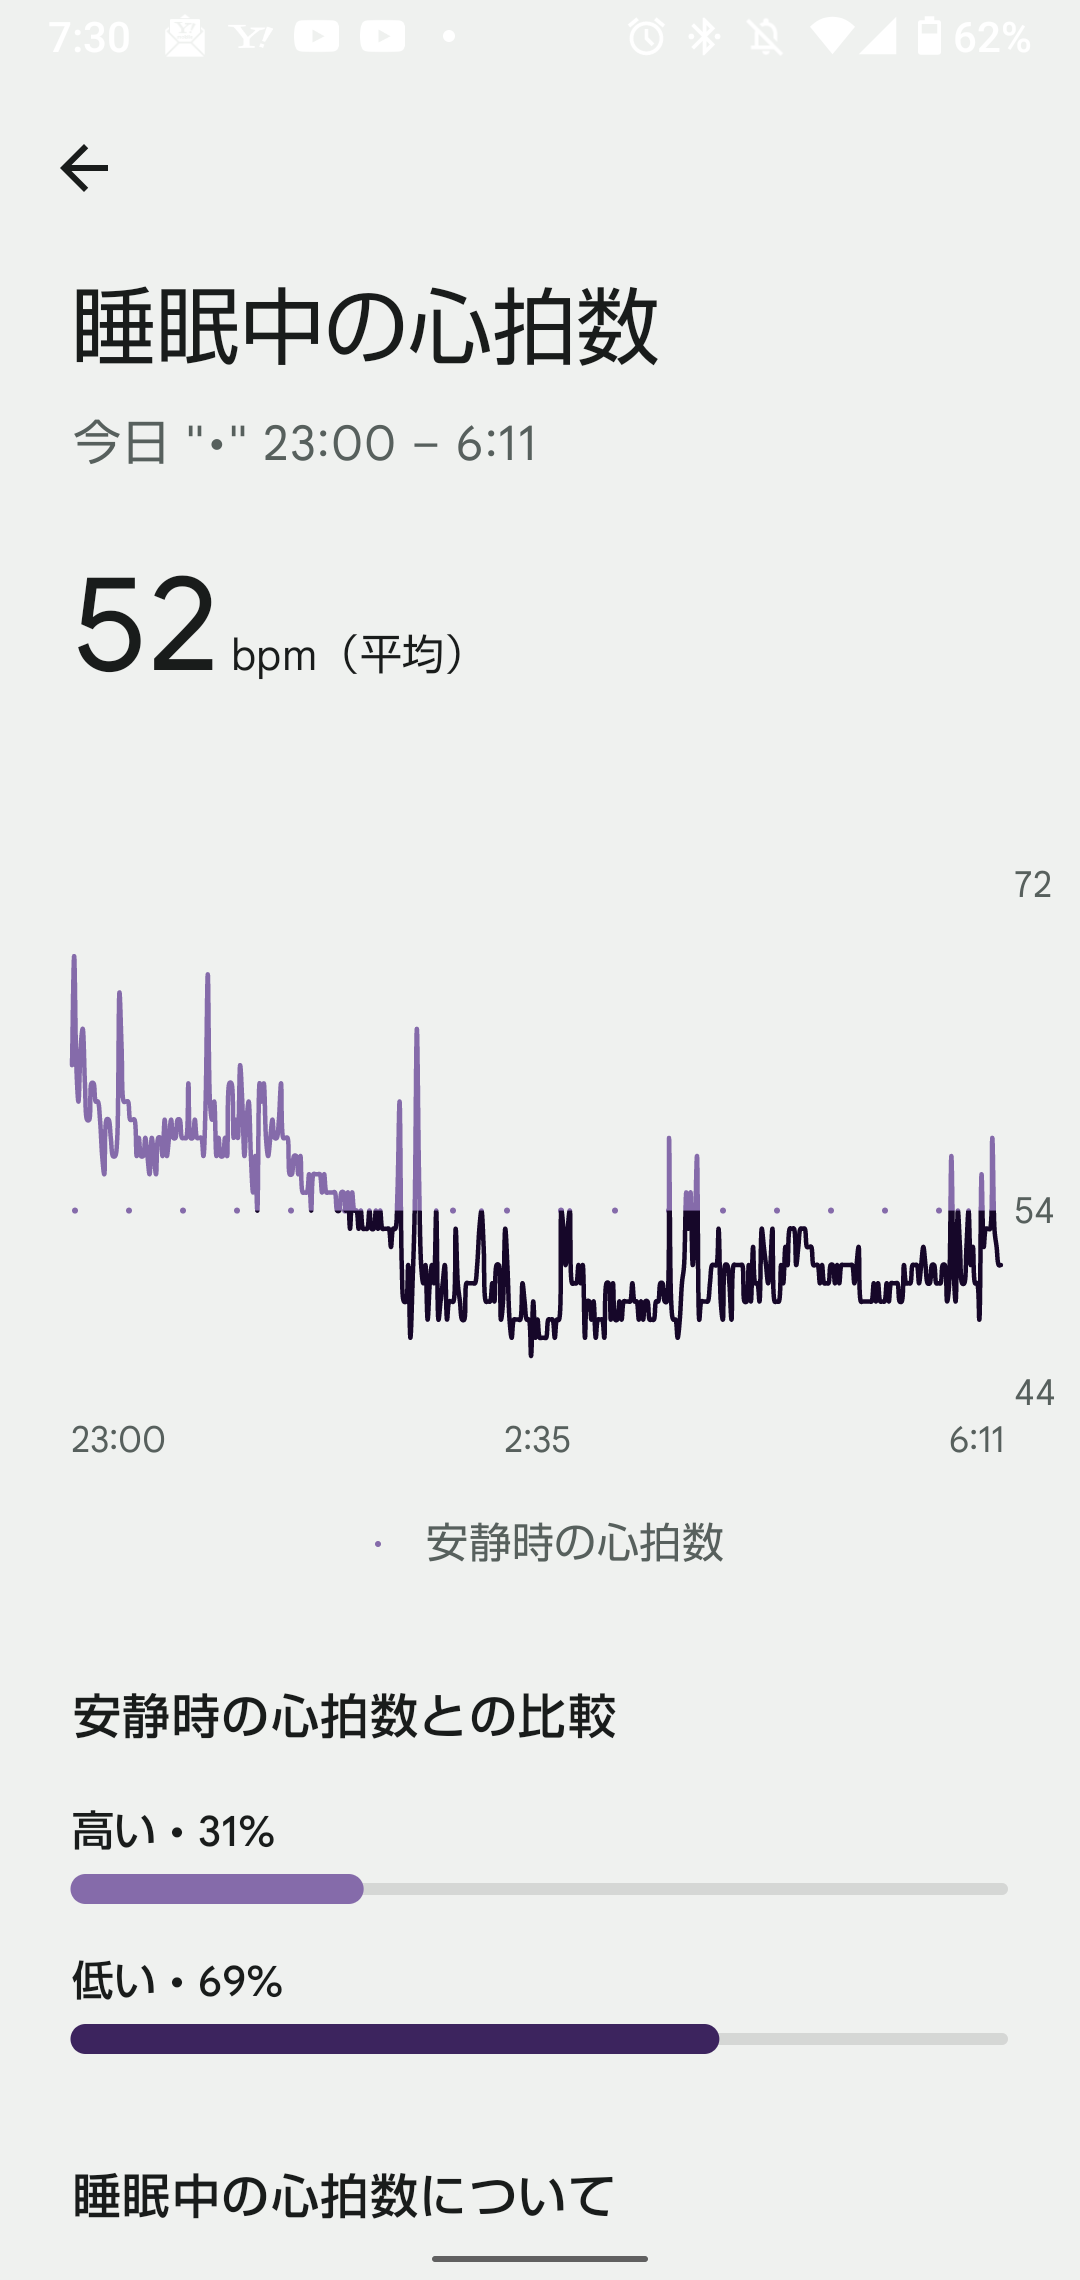 7:30 62%
睡眠中の心拍数
今日 "•" 23:00 – 6:11
52 bpm（平均）
72
54
44
23:00 2:35 6:11
安静時の心拍数
安静時の心拍数との比較
高い • 31%
低い • 69%
睡眠中の心拍数について